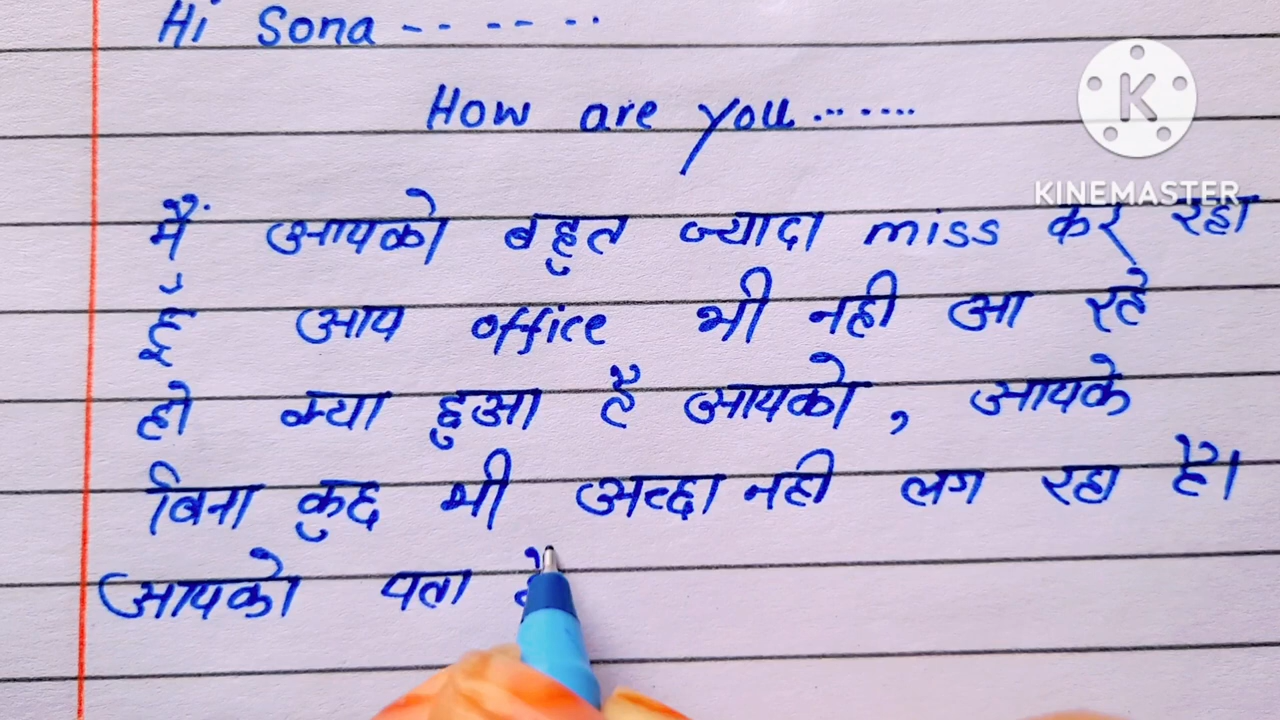 Hi Sona - - - - - - -
How are you........
K
KINEMASTER
मैं आपको बहुत ज्यादा miss कर रहा
हूँ आप office भी नही आ रहे
हो क्या हुआ है आपको, आपके
बिना कुछ भी अच्छा नही लग रहा है।
आपको पता